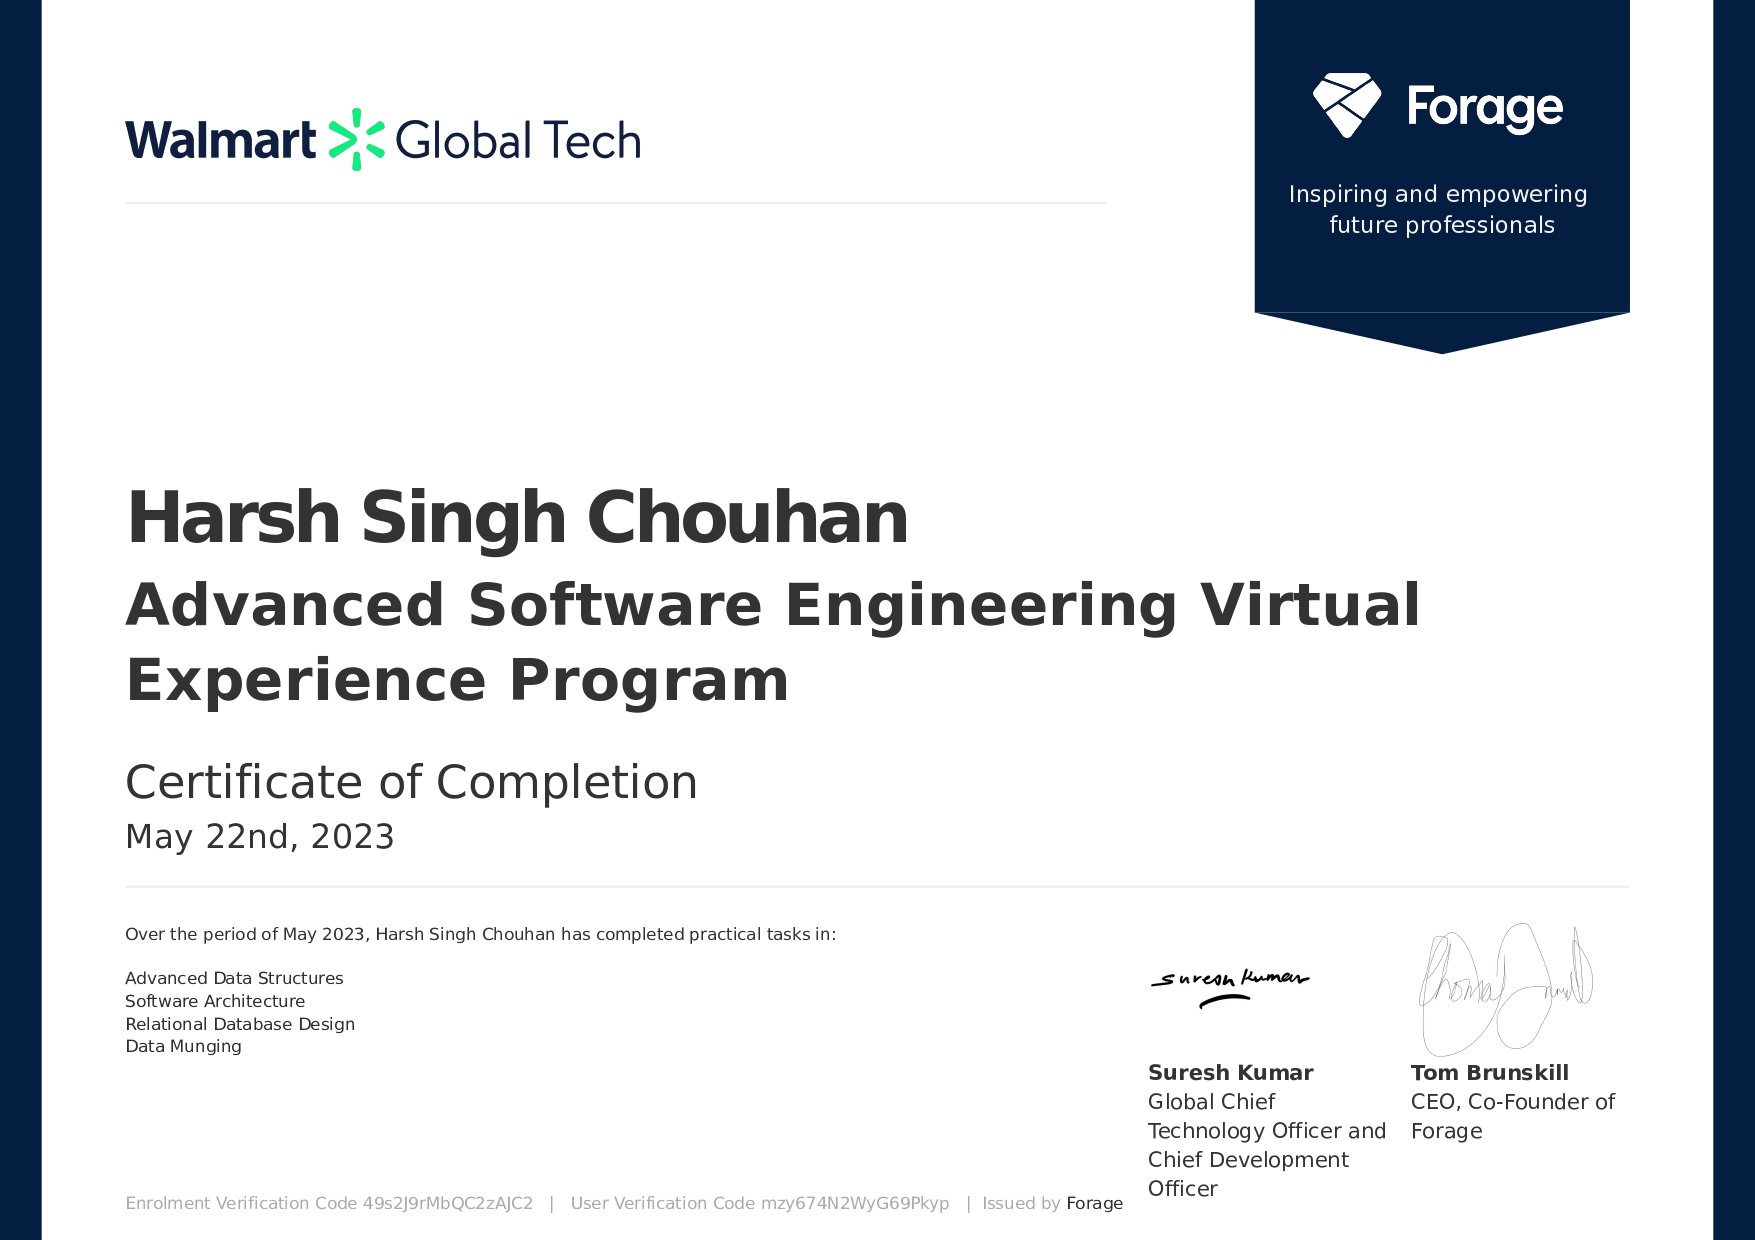 Walmart Global Tech
Forage
Inspiring and empowering
future professionals
Harsh Singh Chouhan
Advanced Software Engineering Virtual
Experience Program
Certificate of Completion
May 22nd, 2023
Over the period of May 2023, Harsh Singh Chouhan has completed practical tasks in:
Advanced Data Structures
Software Architecture
Relational Database Design
Data Munging
Suresh Kumar
Suresh Kumar
Global Chief
Technology Officer and
Chief Development
Officer
Tom Brunskill
CEO, Co-Founder of
Forage
Enrolment Verification Code 49s2J9rMbQC2zAJC2 | User Verification Code mzy674N2WyG69Pkyp | Issued by Forage